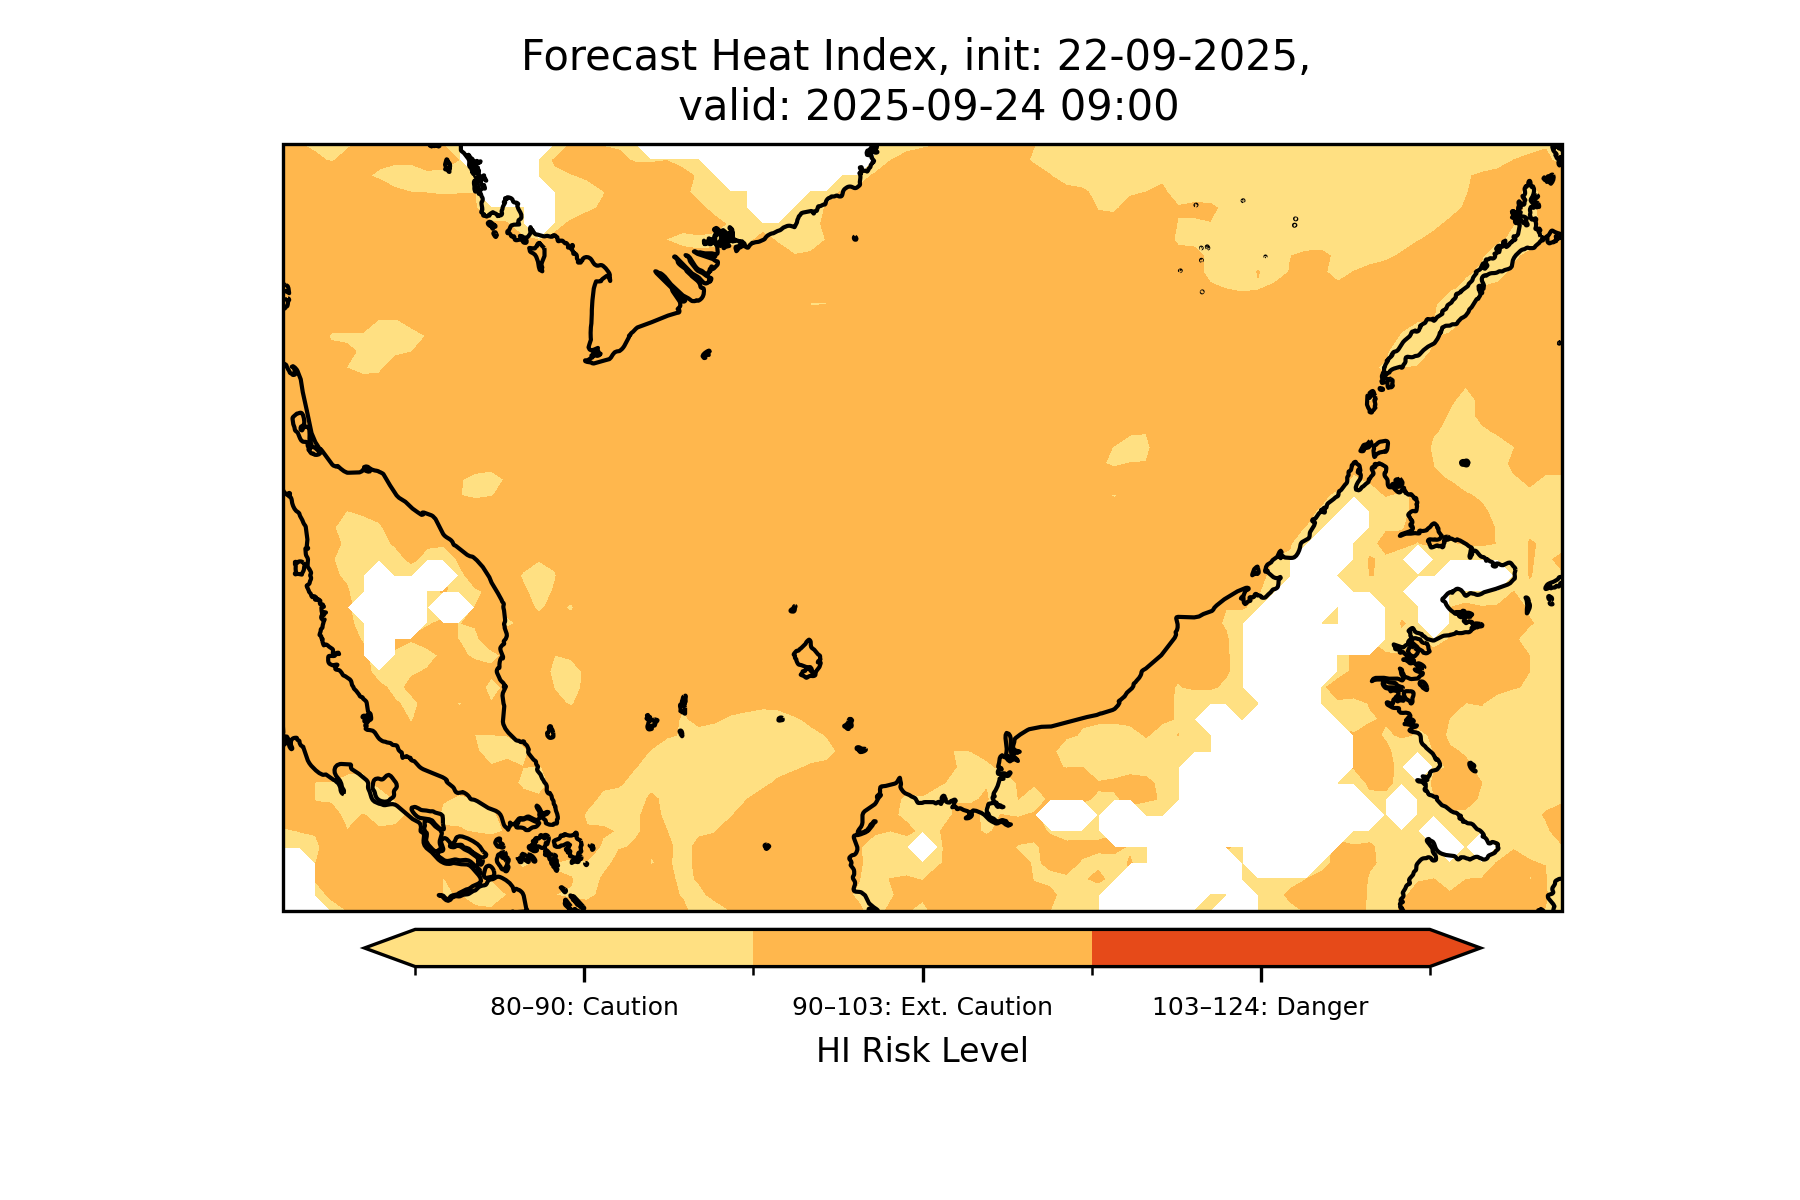 Forecast Heat Index, init: 22-09-2025,
valid: 2025-09-24 09:00
80–90: Caution
90–103: Ext. Caution
103–124: Danger
HI Risk Level